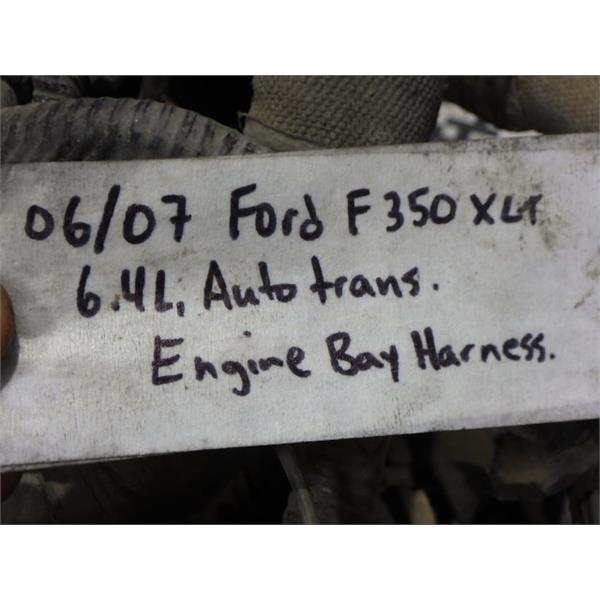 06/07 Ford F350 XLT
6.4L, Auto trans.
Engine Bay Harness.